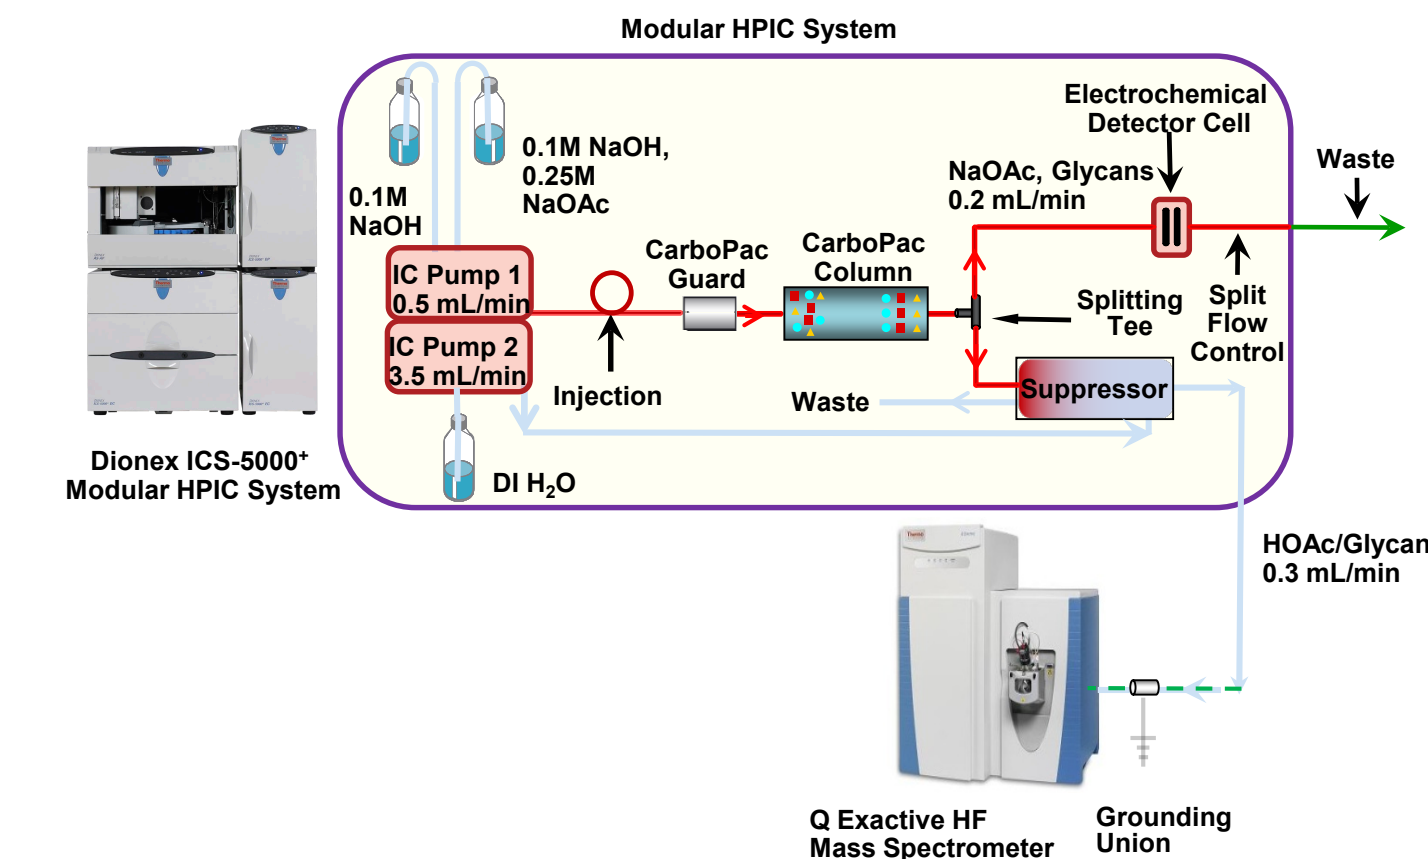 Modular HPIC System
Electrochemical
Detector Cell
0.1M NaOH,
0.25M
NaOAc
0.1M
NaOH
NaOAc, Glycans
0.2 mL/min
Waste
CarboPac
Guard
CarboPac
Column
IC Pump 1
0.5 mL/min
IC Pump 2
3.5 mL/min
Splitting
Tee
Split
Flow
Control
Injection
Waste
Suppressor
Dionex ICS-5000⁺
Modular HPIC System
DI H₂O
HOAc/Glycan
0.3 mL/min
Q Exactive HF
Mass Spectrometer
Grounding
Union